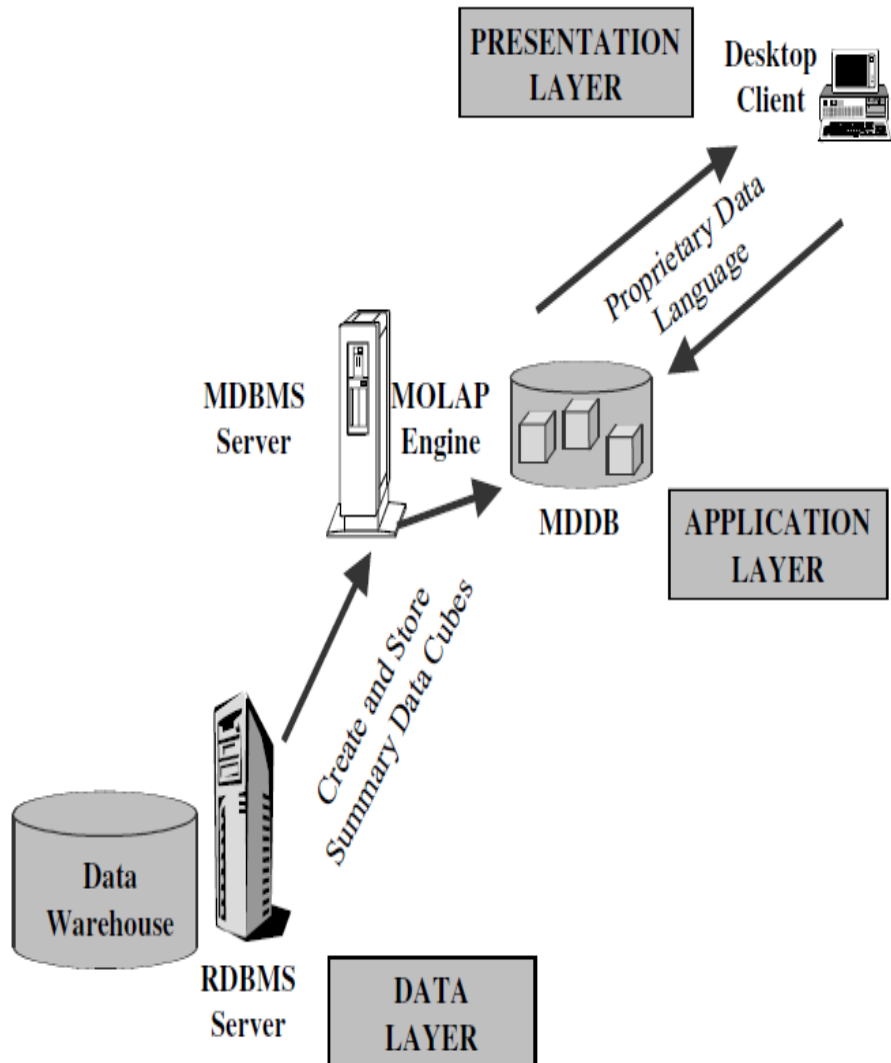 PRESENTATION
LAYER
Desktop
Client
Proprietary Data
Language
MDBMS
Server
MOLAP
Engine
MDDB
APPLICATION
LAYER
Create and Store
Summary Data Cubes
Data
Warehouse
RDBMS
Server
DATA
LAYER